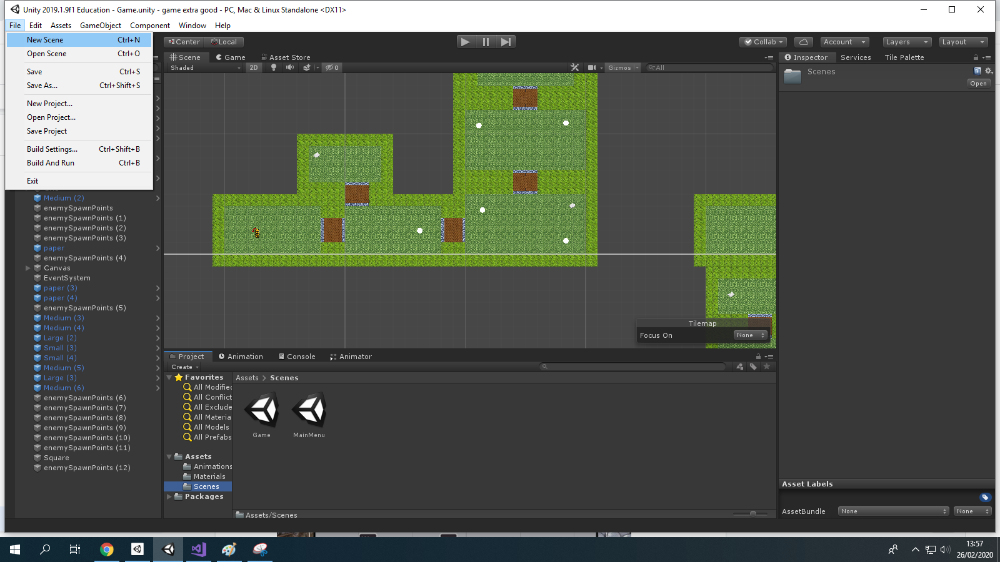 Unity 2019.1.9f1 Education - Game.unity - game extra good - PC, Mac & Linux Standalone <DX11>
File Edit Assets GameObject Component Window Help
New Scene Ctrl+N
Open Scene Ctrl+O
Save Ctrl+S
Save As... Ctrl+Shift+S
New Project...
Open Project...
Save Project
Build Settings... Ctrl+Shift+B
Build And Run Ctrl+B
Exit
Center Local
Collab Account Layers Layout
Scene Game Asset Store
Shaded 2D 0 Gizmos All
Inspector Services Tile Palette
Scenes
Open
Medium (2)
enemySpawnPoints
enemySpawnPoints (1)
enemySpawnPoints (2)
enemySpawnPoints (3)
paper
enemySpawnPoints (4)
Canvas
EventSystem
paper (3)
paper (4)
enemySpawnPoints (5)
Medium (3)
Medium (4)
Large (2)
Small (3)
Small (4)
Medium (5)
Large (3)
Medium (6)
enemySpawnPoints (6)
enemySpawnPoints (7)
enemySpawnPoints (8)
enemySpawnPoints (9)
enemySpawnPoints (10)
enemySpawnPoints (11)
Square
enemySpawnPoints (12)
Tilemap
Focus On None
Project Animation Console Animator
Create
Favorites
All Modified
All Conflict
All Exclude
All Materia
All Models
All Prefabs
Assets
Animations
Materials
Scenes
Packages
Assets > Scenes
Game MainMenu
Assets/Scenes
Asset Labels
AssetBundle None None
13:57
26/02/2020